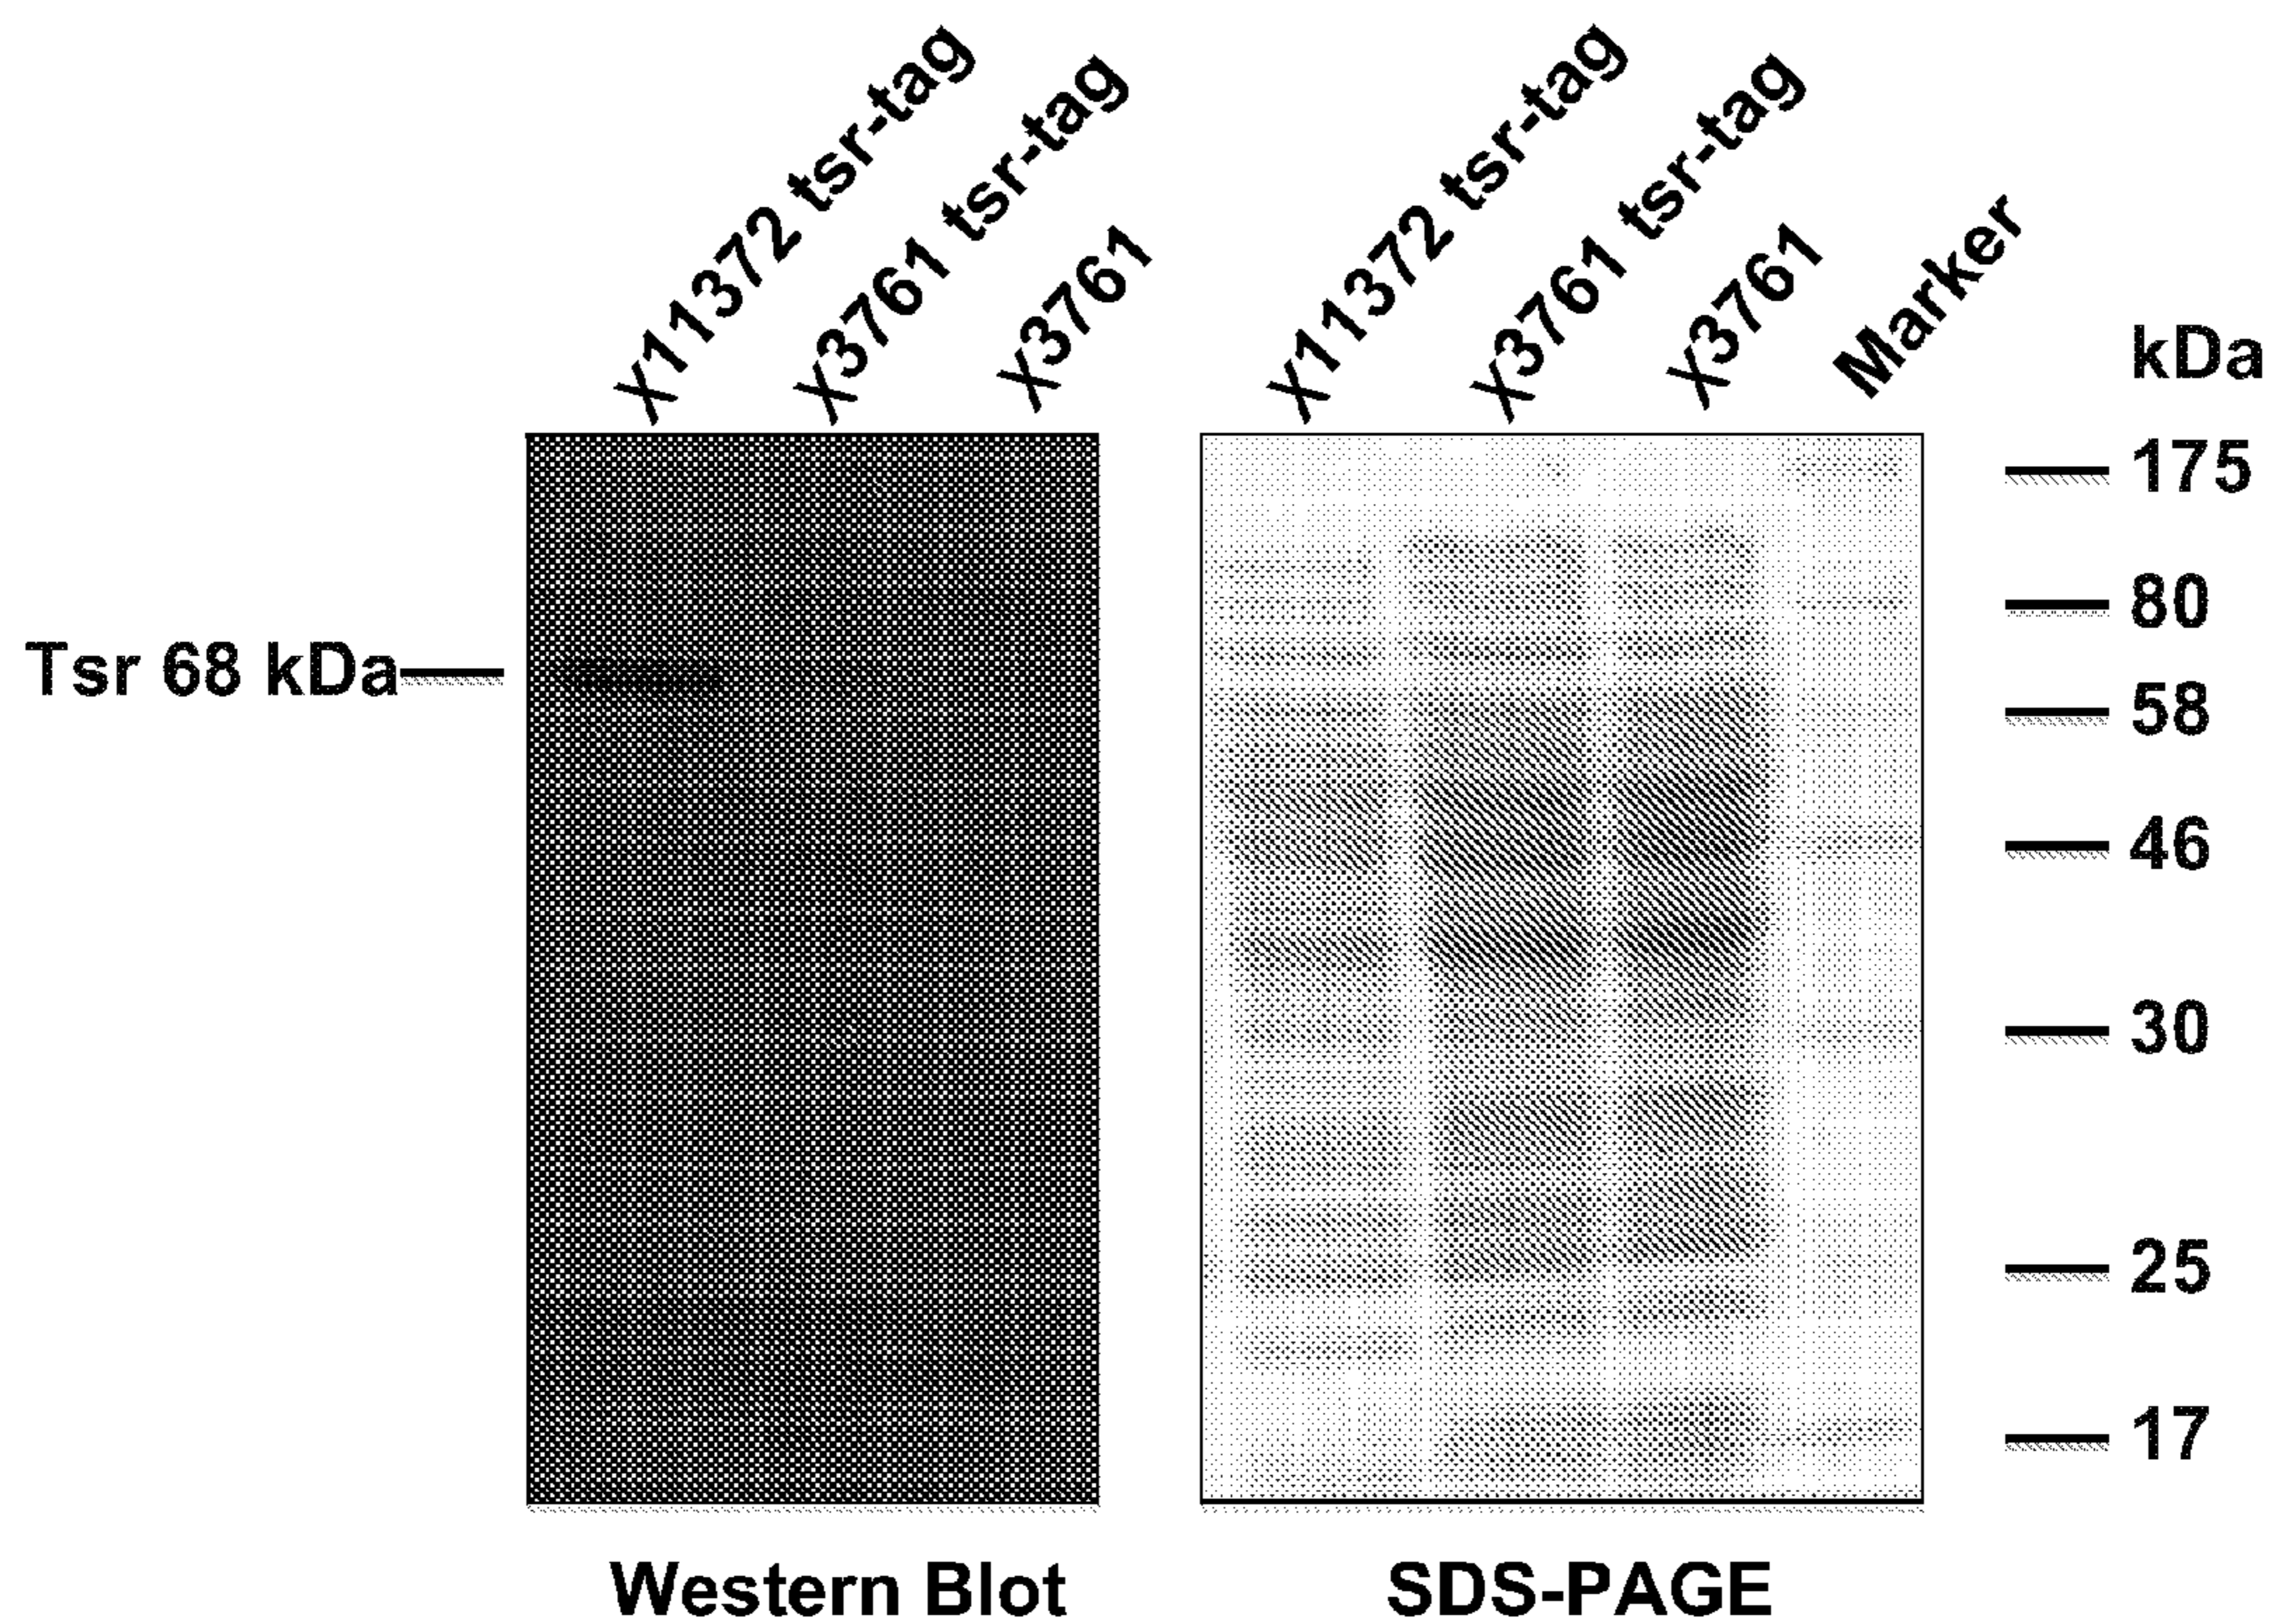 X11372 tsr-tag
X3761 tsr-tag
X3761
X11372 tsr-tag
X3761 tsr-tag
X3761
Marker
kDa
175
80
Tsr 68 kDa
58
46
30
25
17
Western Blot
SDS-PAGE